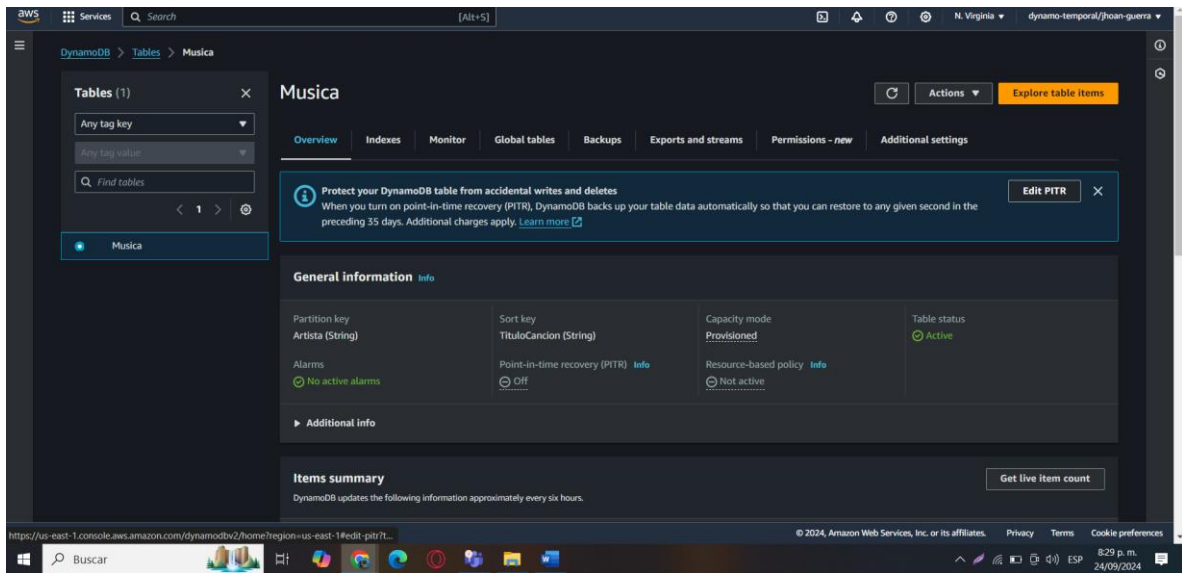 aws Services Search [Alt+S] N. Virginia dynamo-temporal/jhoan-guerra
DynamoDB > Tables > Musica
Tables (1)
Any tag key
Any tag value
Find tables
1
Musica
Musica
Actions Explore table items
Overview Indexes Monitor Global tables Backups Exports and streams Permissions - new Additional settings
Protect your DynamoDB table from accidental writes and deletes
When you turn on point-in-time recovery (PITR), DynamoDB backs up your table data automatically so that you can restore to any given second in the
preceding 35 days. Additional charges apply. Learn more
Edit PITR
General information Info
Partition key
Artista (String)
Sort key
TituloCancion (String)
Capacity mode
Provisioned
Table status
Active
Alarms
No active alarms
Point-in-time recovery (PITR) Info
Off
Resource-based policy Info
Not active
Additional info
Items summary
Get live item count
DynamoDB updates the following information approximately every six hours.
https://us-east-1.console.aws.amazon.com/dynamodbv2/home?region=us-east-1#edit-pitr?t...
© 2024, Amazon Web Services, Inc. or its affiliates. Privacy Terms Cookie preferences
Buscar
ESP
8:29 p. m.
24/09/2024